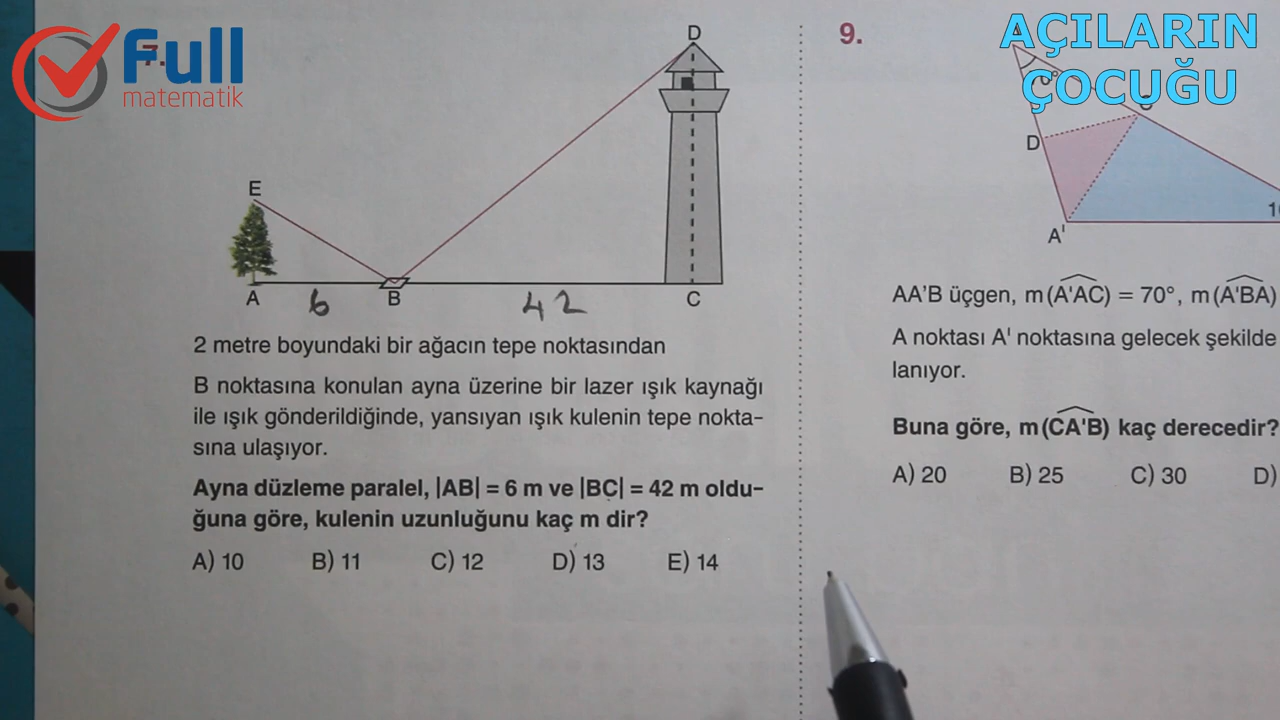 Full
matematik
7.
D
E
A
6
B
42
C
2 metre boyundaki bir ağacın tepe noktasından
B noktasına konulan ayna üzerine bir lazer ışık kaynağı
ile ışık gönderildiğinde, yansıyan ışık kulenin tepe nokta-
sına ulaşıyor.
Ayna düzleme paralel, |AB| = 6 m ve |BC| = 42 m oldu-
ğuna göre, kulenin uzunluğunu kaç m dir?
A) 10 B) 11 C) 12 D) 13 E) 14
9.
AÇILARIN
ÇOCUĞU
D
A'
AA'B üçgen, m(A'AC) = 70°, m(A'BA)
A noktası A' noktasına gelecek şekilde
lanıyor.
Buna göre, m(CA'B) kaç derecedir?
A) 20 B) 25 C) 30 D)